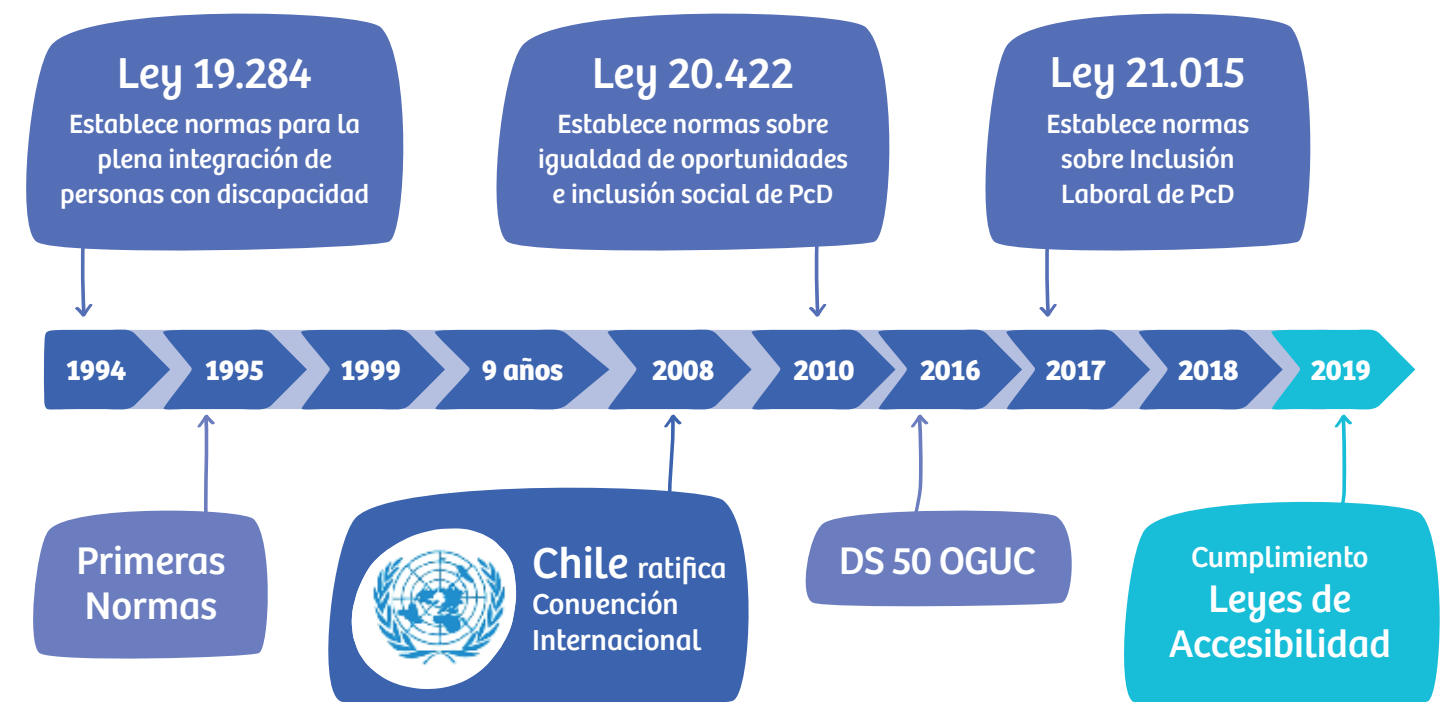 Ley 19.284
Establece normas para la
plena integración de
personas con discapacidad
Ley 20.422
Establece normas sobre
igualdad de oportunidades
e inclusión social de PcD
Ley 21.015
Establece normas
sobre Inclusión
Laboral de PcD
1994
1995
1999
9 años
2008
2010
2016
2017
2018
2019
Primeras
Normas
Chile ratifica
Convención
Internacional
DS 50 OGUC
Cumplimiento
Leyes de
Accesibilidad